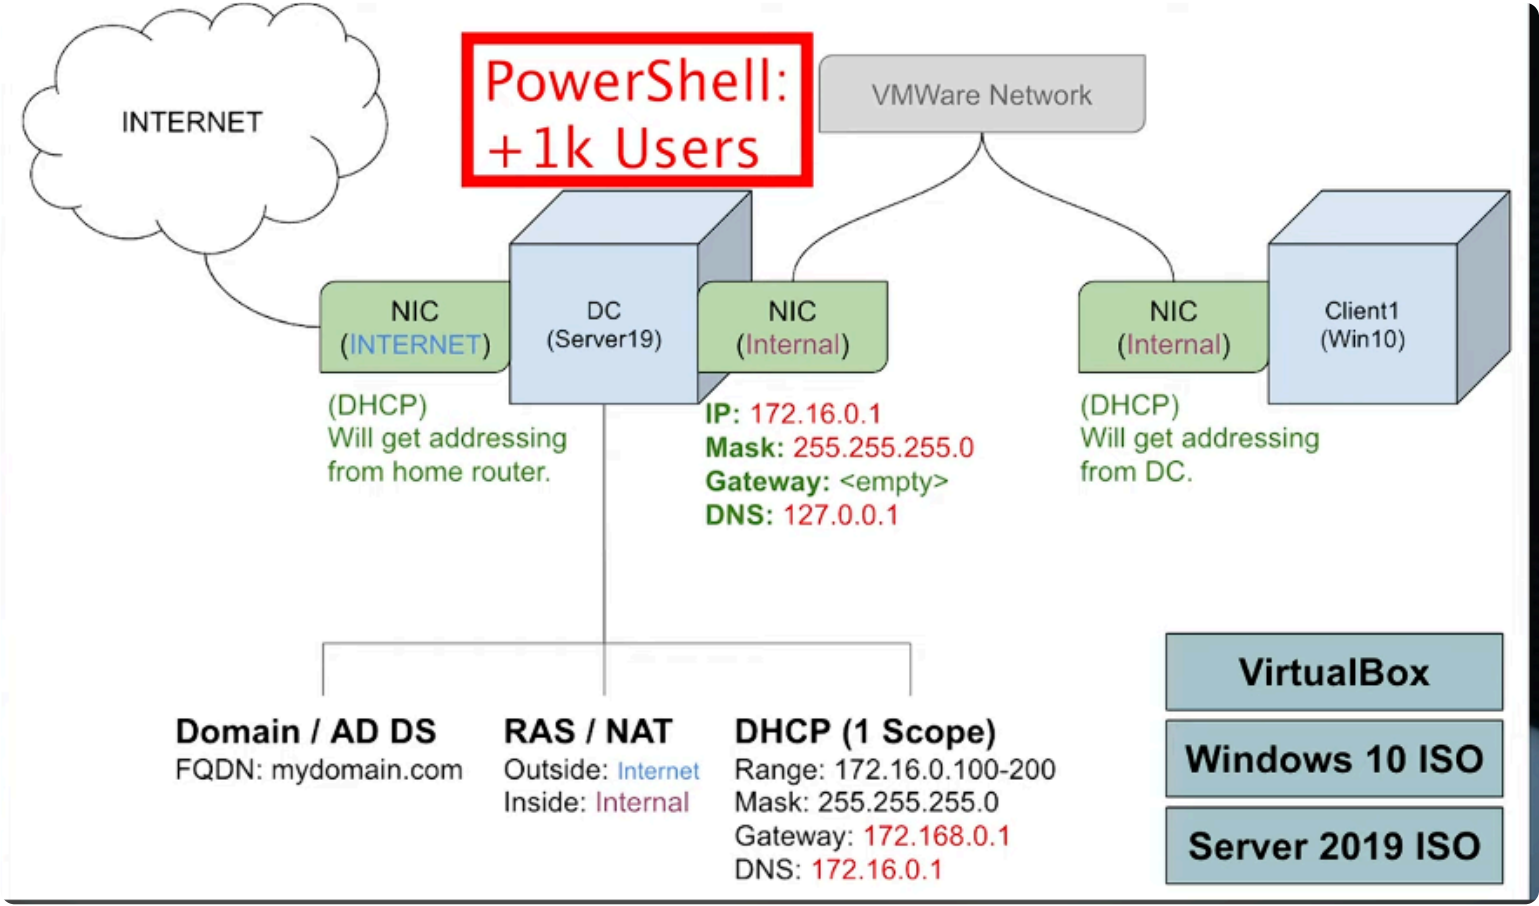 INTERNET
PowerShell:
+1k Users
VMWare Network
NIC
(INTERNET)
DC
(Server19)
NIC
(Internal)
NIC
(Internal)
Client1
(Win10)
(DHCP)
Will get addressing
from home router.
IP: 172.16.0.1
Mask: 255.255.255.0
Gateway: <empty>
DNS: 127.0.0.1
(DHCP)
Will get addressing
from DC.
Domain / AD DS
FQDN: mydomain.com
RAS / NAT
Outside: Internet
Inside: Internal
DHCP (1 Scope)
Range: 172.16.0.100-200
Mask: 255.255.255.0
Gateway: 172.168.0.1
DNS: 172.16.0.1
VirtualBox
Windows 10 ISO
Server 2019 ISO